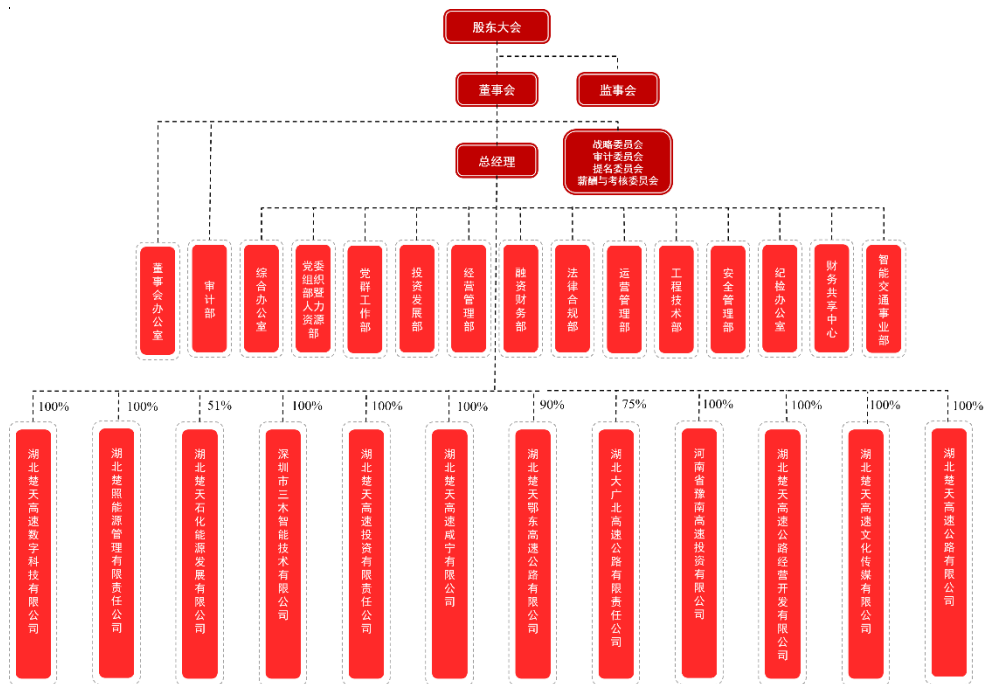 股东大会
董事会
监事会
总经理
战略委员会
审计委员会
提名委员会
薪酬与考核委员会
董事会办公室
审计部
综合办公室
党委组织部暨人力资源部
党群工作部
投资发展部
经营管理部
融资财务部
法律合规部
运营管理部
工程技术部
安全管理部
纪检办公室
财务共享中心
智能交通事业部
100%
100%
51%
100%
100%
100%
90%
75%
100%
100%
100%
100%
湖北楚天高速数字科技有限公司
湖北楚照能源管理有限责任公司
湖北楚天石化能源发展有限公司
深圳市三木智能技术有限公司
湖北楚天高速投资有限责任公司
湖北楚天高速咸宁有限公司
湖北楚天鄂东高速公路有限公司
湖北大广北高速公路有限责任公司
河南省豫南高速投资有限公司
湖北楚天高速公路经营开发有限公司
湖北楚天高速文化传媒有限公司
湖北楚天高速公路有限公司